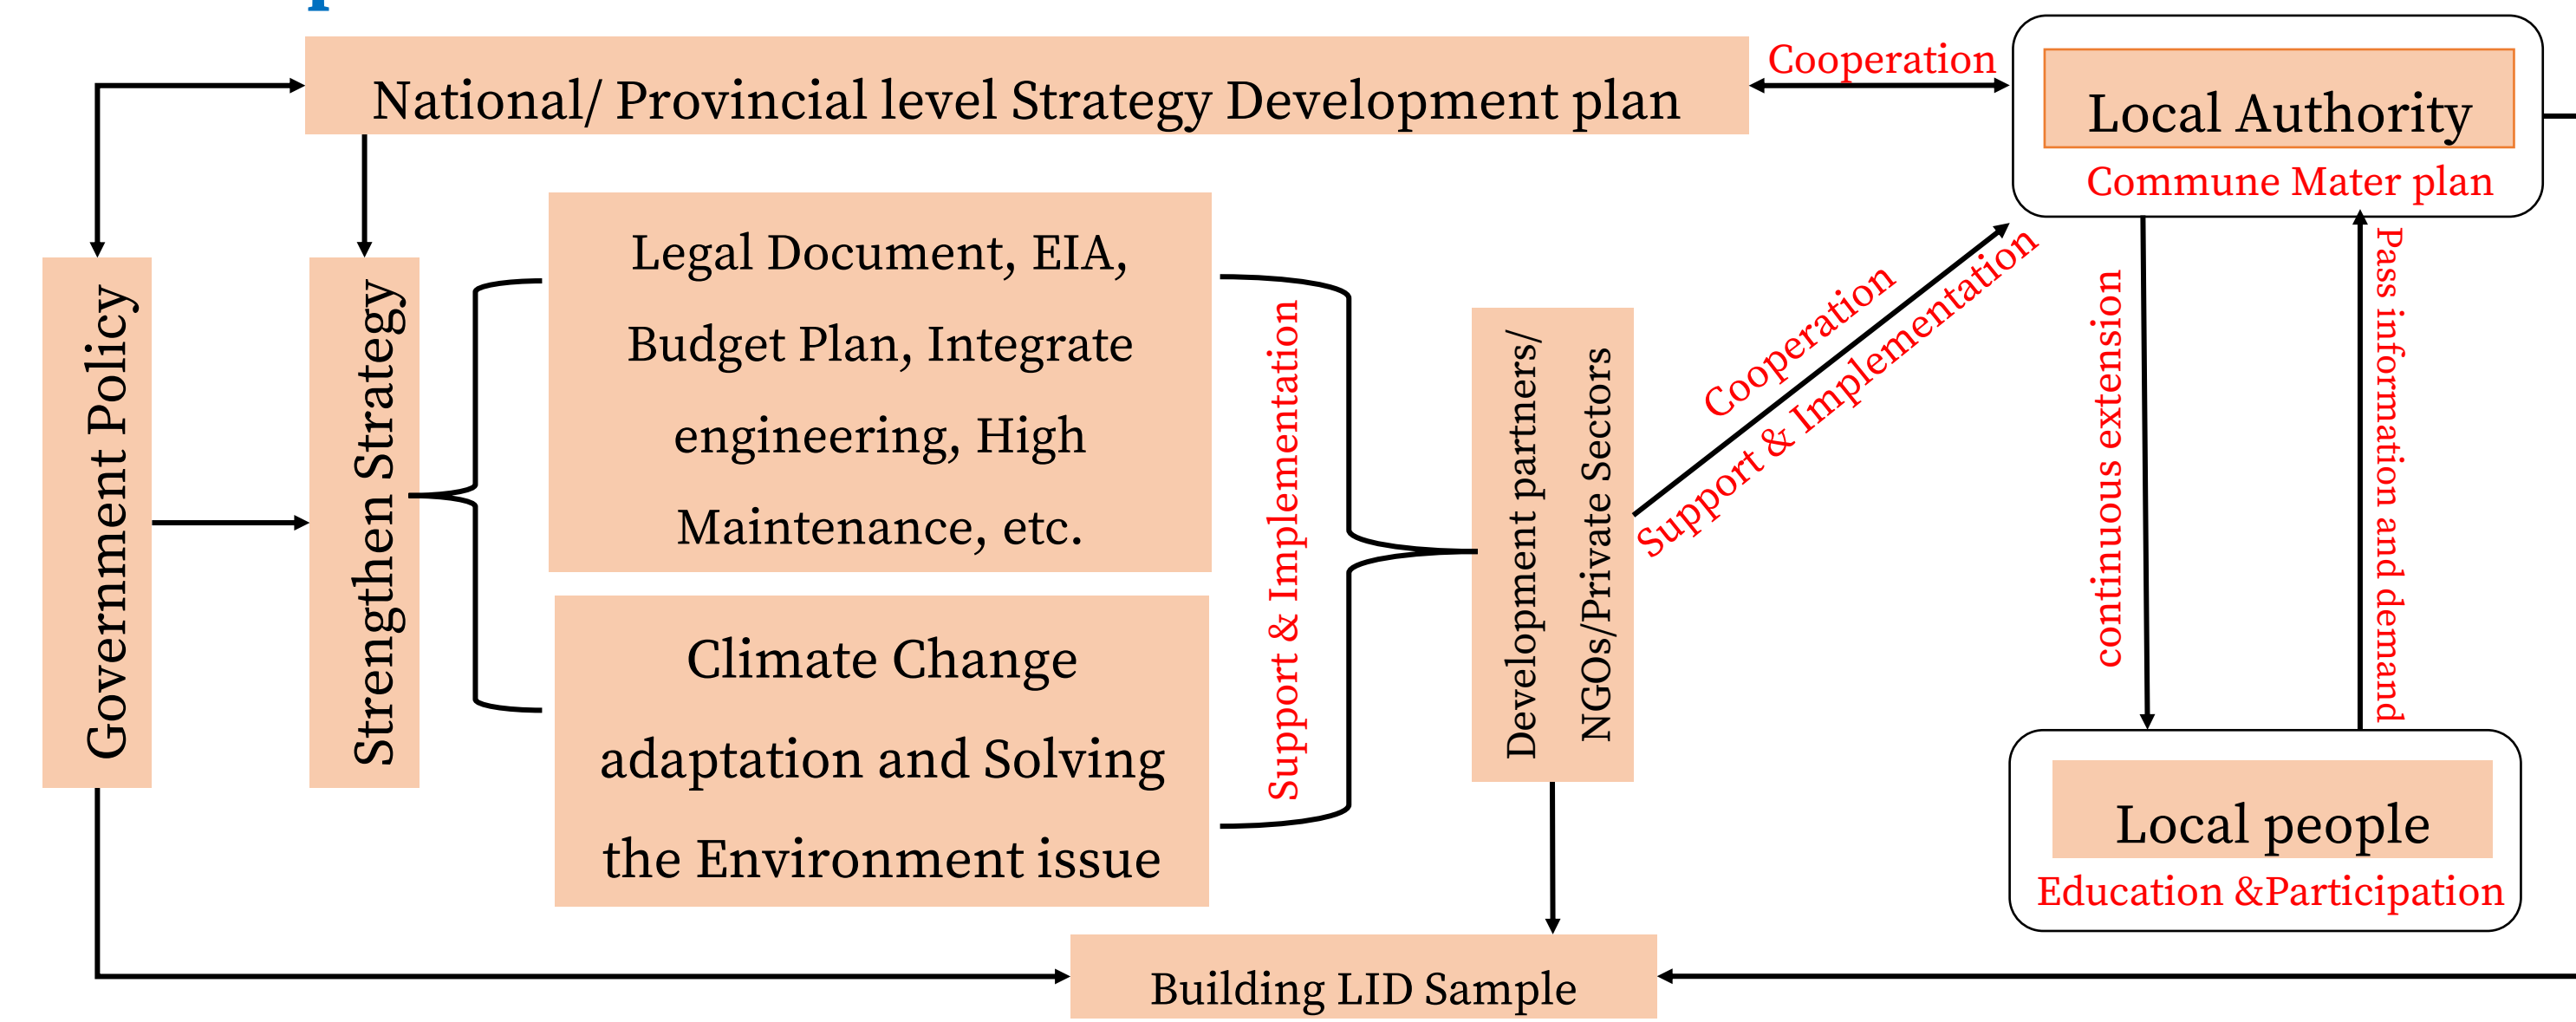 National/ Provincial level Strategy Development plan
Cooperation
Local Authority
Commune Mater plan
Government Policy
Strengthen Strategy
Legal Document, EIA,
Budget Plan, Integrate
engineering, High
Maintenance, etc.
Climate Change
adaptation and Solving
the Environment issue
Support & Implementation
Development partners/
NGOs/Private Sectors
Cooperation
Support & Implementation
continuous extension
Pass information and demand
Local people
Education &Participation
Building LID Sample